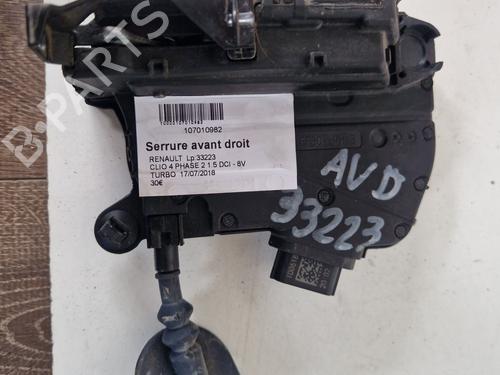 107010982
Serrure avant droit
RENAULT Lp:33223
CLIO 4 PHASE 2 1.5 DCI - 8V
TURBO 17/07/2018
30€
AVD
33223
B-PARTS